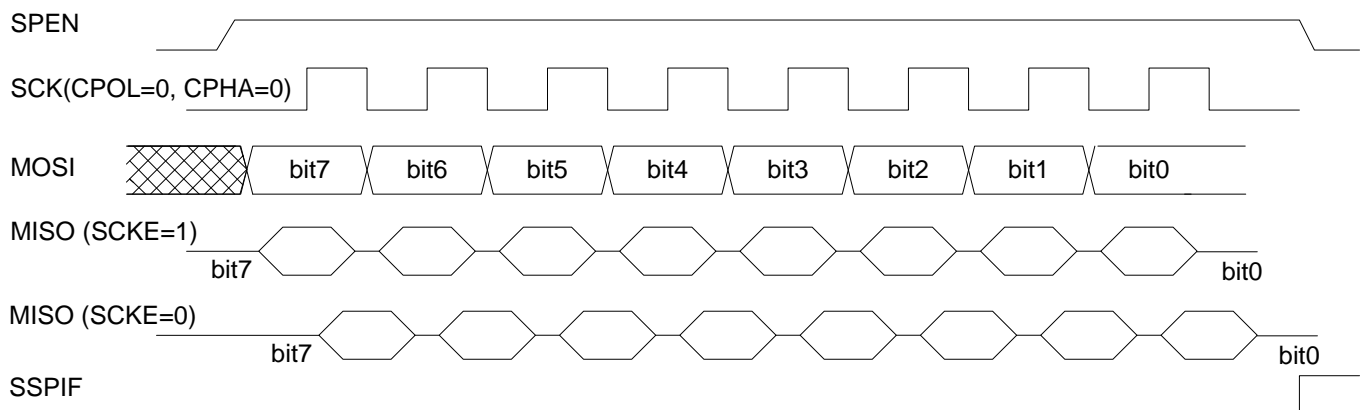 SPEN
SCK(CPOL=0, CPHA=0)
MOSI
bit7 bit6 bit5 bit4 bit3 bit2 bit1 bit0
MISO (SCKE=1)
bit7 bit0
MISO (SCKE=0)
bit7 bit0
SSPIF